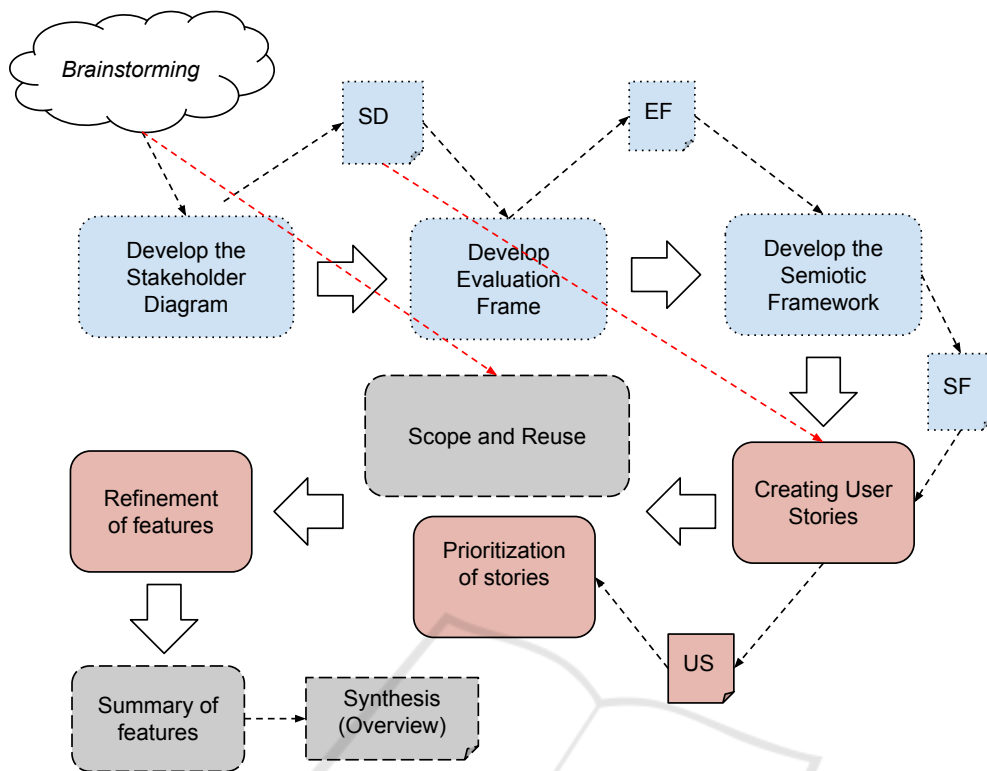 Brainstorming
SD
EF
Develop the
Stakeholder
Diagram
Develop
Evaluation
Frame
Develop the
Semiotic
Framework
SF
Scope and Reuse
Creating User
Stories
Refinement
of features
Prioritization
of stories
US
Summary of
features
Synthesis
(Overview)